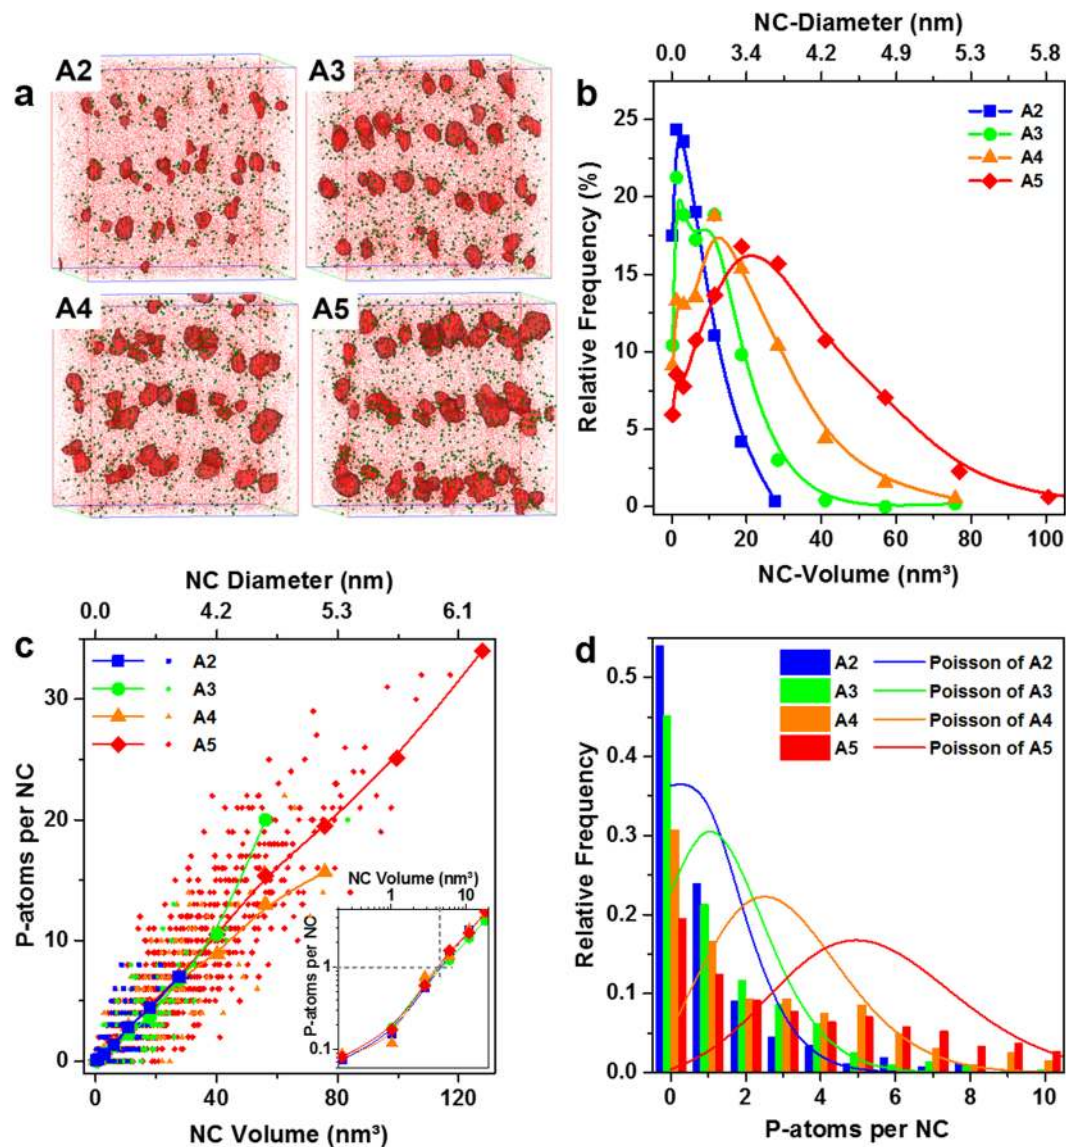 a
A2
A3
A4
A5
b
NC-Diameter (nm)
0.0 3.4 4.2 4.9 5.3 5.8
Relative Frequency (%)
25
20
15
10
5
0
A2
A3
A4
A5
0 20 40 60 80 100
NC-Volume (nm³)
c
NC Diameter (nm)
0.0 4.2 5.3 6.1
P-atoms per NC
30
20
10
0
A2
A3
A4
A5
NC Volume (nm³)
1 10
P-atoms per NC
1
0.1
0 40 80 120
NC Volume (nm³)
d
Relative Frequency
0.5
0.4
0.3
0.2
0.1
0.0
A2 Poisson of A2
A3 Poisson of A3
A4 Poisson of A4
A5 Poisson of A5
0 2 4 6 8 10
P-atoms per NC